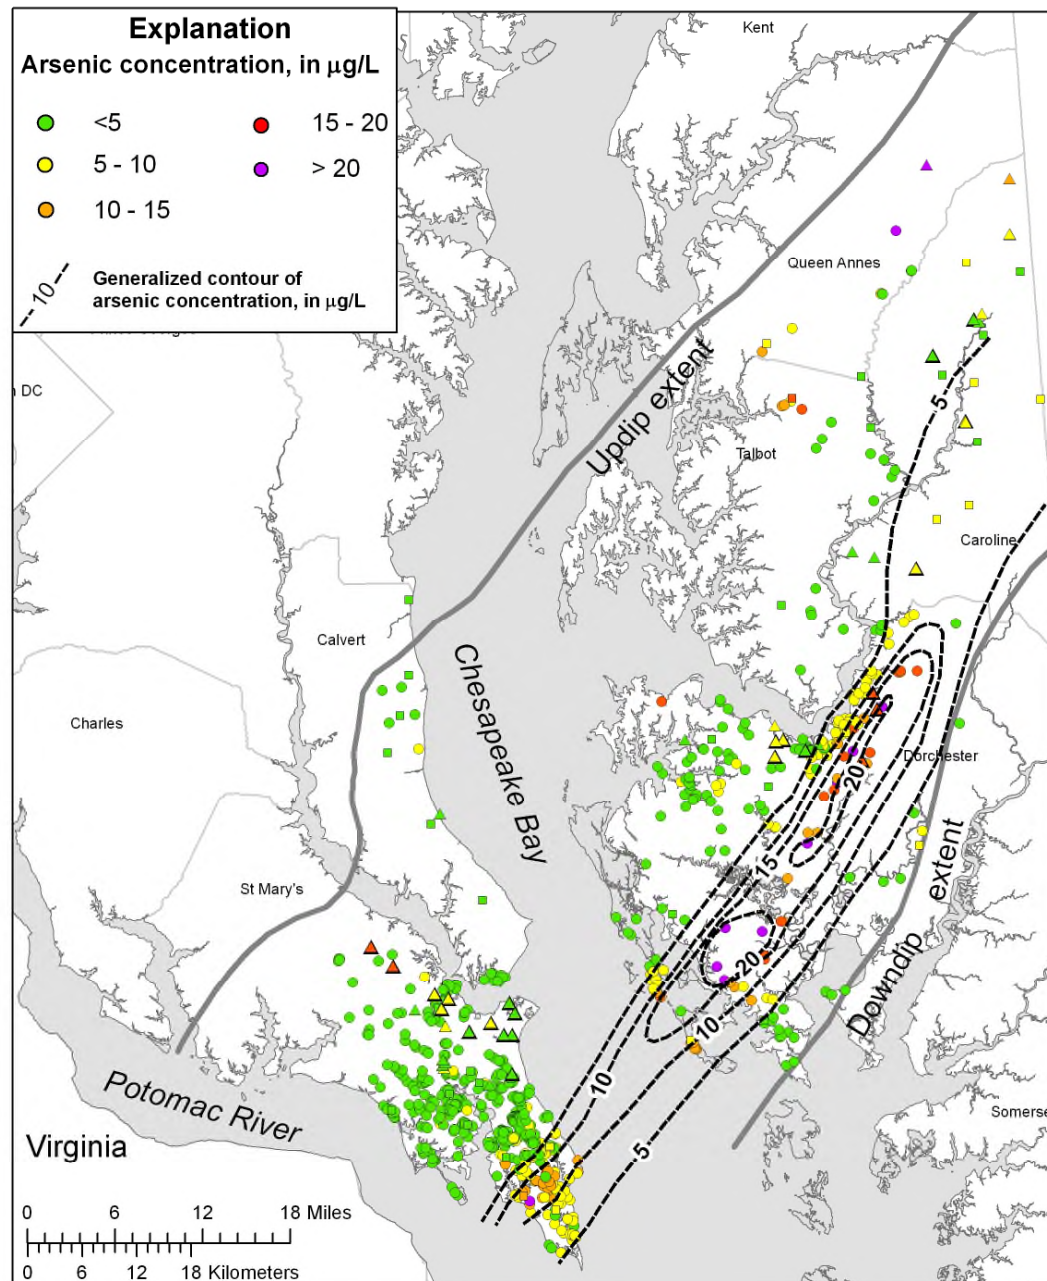 Explanation
Arsenic concentration, in µg/L
<5
15 - 20
5 - 10
> 20
10 - 15
10
Generalized contour of
arsenic concentration, in µg/L
Kent
Queen Annes
DC
Updip extent
5
Talbot
Caroline
Calvert
Chesapeake Bay
Charles
Dorchester
20
15
St Mary's
Downdip extent
20
10
10
Potomac River
Somerse
Virginia
5
0 6 12 18 Miles
0 6 12 18 Kilometers